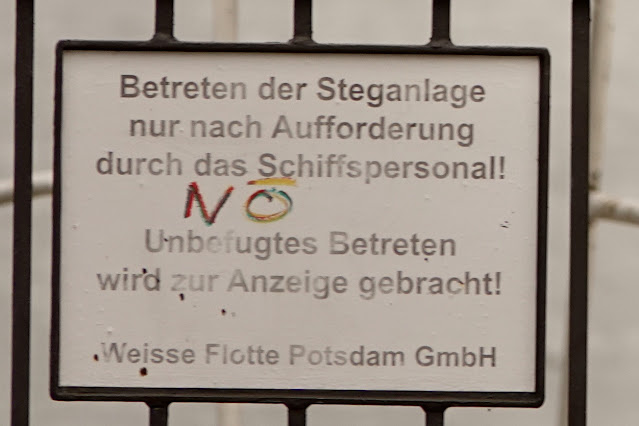 Betreten der Steganlage
nur nach Aufforderung
durch das Schiffspersonal!
NO
Unbefugtes Betreten
wird zur Anzeige gebracht!
Weisse Flotte Potsdam GmbH